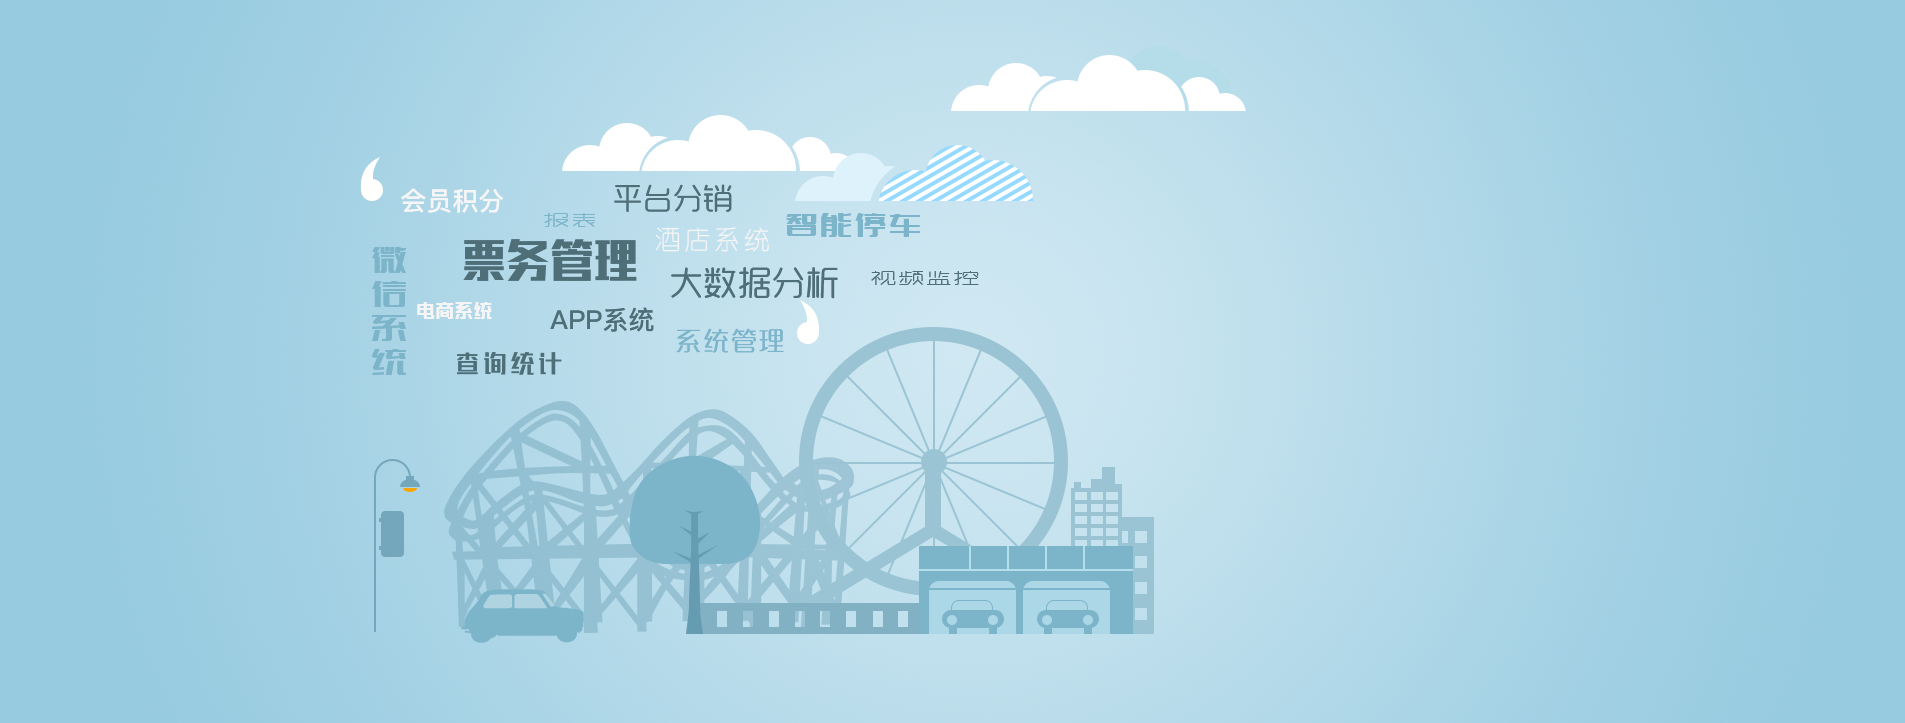 会员积分
平台分销
报表
智能停车
酒店系统
票务管理
微信系统
大数据分析
视频监控
电商系统
APP系统
系统管理
查询统计